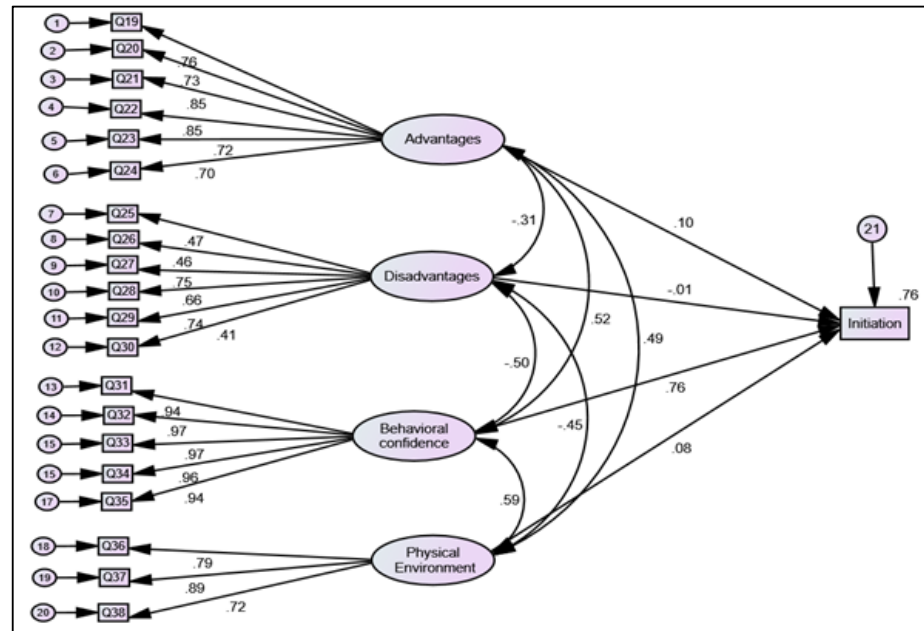 1 Q19
2 Q20
.76
3 Q21
.73
4 Q22
.85
5 Q23
.85
6 Q24
.72
.70
Advantages
7 Q25
8 Q26
.47
9 Q27
.46
10 Q28
.75
11 Q29
.66
12 Q30
.74
.41
Disadvantages
13 Q31
14 Q32
.94
15 Q33
.97
15 Q34
.97
17 Q35
.96
.94
Behavioral
confidence
18 Q36
19 Q37
.79
20 Q38
.89
.72
Physical
Environment
-.31
-.50
.59
.52
-.45
.49
.10
-.01
.76
.08
21
.76
Initiation